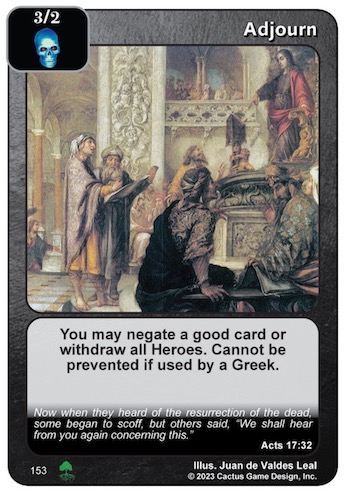 3/2
Adjourn
You may negate a good card or
withdraw all Heroes. Cannot be
prevented if used by a Greek.
Now when they heard of the resurrection of the dead,
some began to scoff, but others said, “We shall hear
from you again concerning this.”
Acts 17:32
Illus. Juan de Valdes Leal
153
© 2023 Cactus Game Design, Inc.